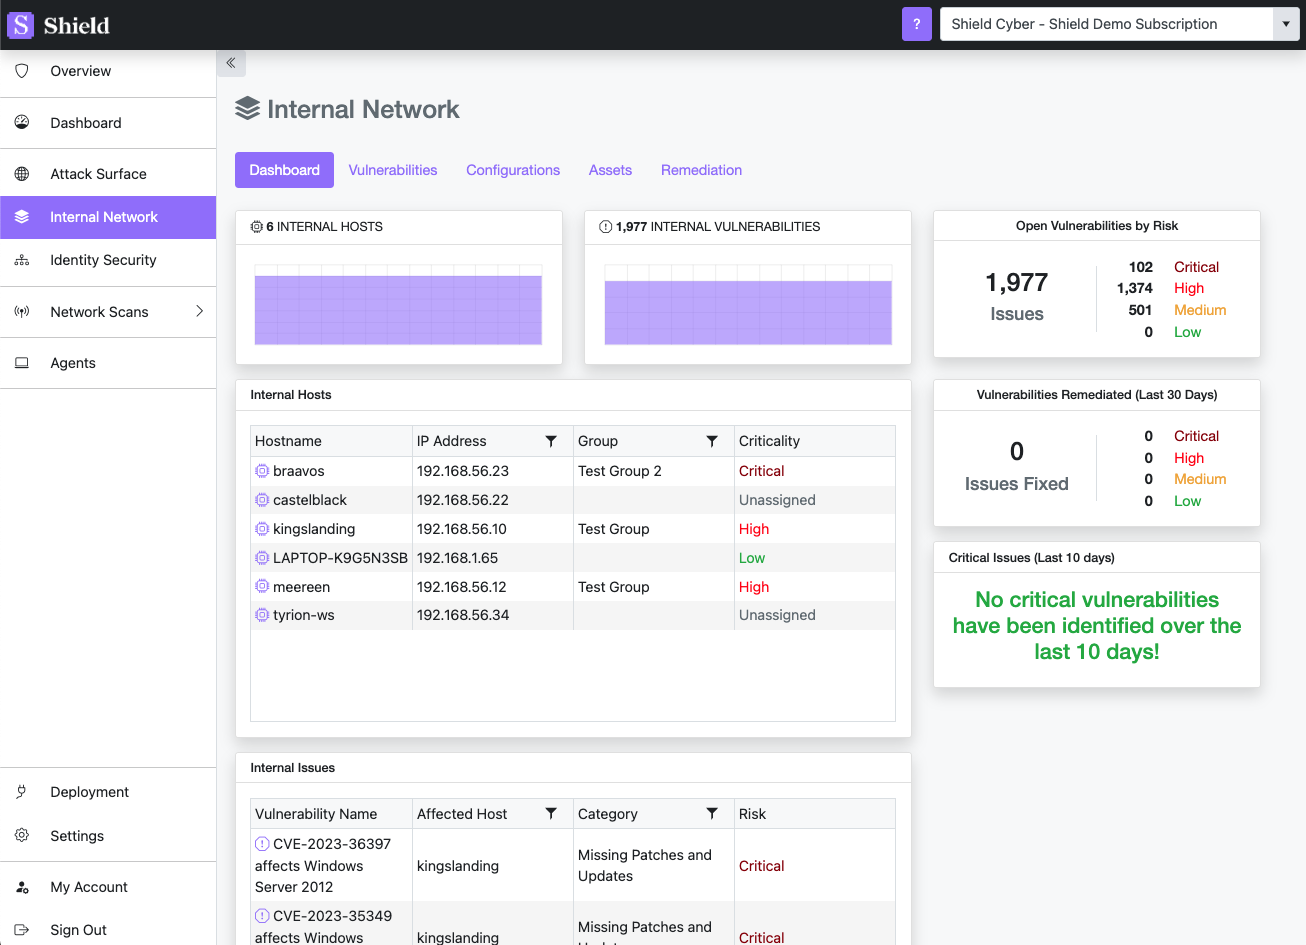 S Shield
?
Shield Cyber - Shield Demo Subscription
Overview
Dashboard
Attack Surface
Internal Network
Identity Security
Network Scans
Agents
Deployment
Settings
My Account
Sign Out
Internal Network
Dashboard Vulnerabilities Configurations Assets Remediation
6 INTERNAL HOSTS
1,977 INTERNAL VULNERABILITIES
Open Vulnerabilities by Risk
1,977
Issues
102 Critical
1,374 High
501 Medium
0 Low
Internal Hosts
Hostname IP Address Group Criticality
braavos 192.168.56.23 Test Group 2 Critical
castelblack 192.168.56.22 Unassigned
kingslanding 192.168.56.10 Test Group High
LAPTOP-K9G5N3SB 192.168.1.65 Low
meereen 192.168.56.12 Test Group High
tyrion-ws 192.168.56.34 Unassigned
Vulnerabilities Remediated (Last 30 Days)
0
Issues Fixed
0 Critical
0 High
0 Medium
0 Low
Critical Issues (Last 10 days)
No critical vulnerabilities
have been identified over the
last 10 days!
Internal Issues
Vulnerability Name Affected Host Category Risk
CVE-2023-36397
affects Windows
Server 2012
kingslanding
Missing Patches and
Updates
Critical
CVE-2023-35349
affects Windows
kingslanding
Missing Patches and
Critical